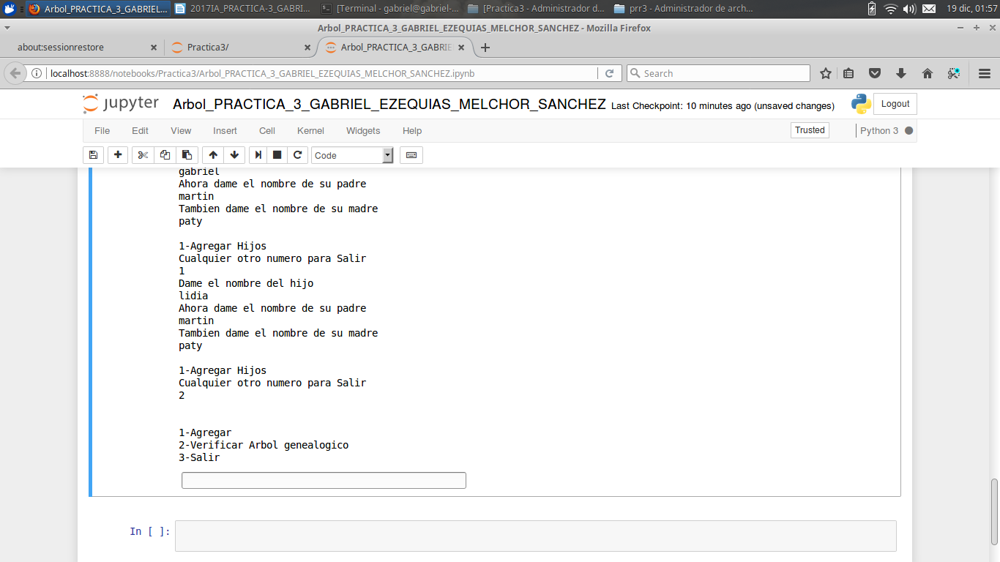 Arbol_PRACTICA_3_GABRIEL...
2017IA_PRACTICA-3_GABRI...
[Terminal - gabriel@gabriel-...
[Practica3 - Administrador d...
prr3 - Administrador de arch...
19 dic, 01:57
Arbol_PRACTICA_3_GABRIEL_EZEQUIAS_MELCHOR_SANCHEZ - Mozilla Firefox
about:sessionrestore
Practica3/
Arbol_PRACTICA_3_GABRIE
localhost:8888/notebooks/Practica3/Arbol_PRACTICA_3_GABRIEL_EZEQUIAS_MELCHOR_SANCHEZ.ipynb
Search
jupyter
Arbol_PRACTICA_3_GABRIEL_EZEQUIAS_MELCHOR_SANCHEZ
Last Checkpoint: 10 minutes ago (unsaved changes)
Logout
File Edit View Insert Cell Kernel Widgets Help
Trusted
Python 3
Code
gabriel
Ahora dame el nombre de su padre
martin
Tambien dame el nombre de su madre
paty
1-Agregar Hijos
Cualquier otro numero para Salir
1
Dame el nombre del hijo
lidia
Ahora dame el nombre de su padre
martin
Tambien dame el nombre de su madre
paty
1-Agregar Hijos
Cualquier otro numero para Salir
2
1-Agregar
2-Verificar Arbol genealogico
3-Salir
In [ ]: